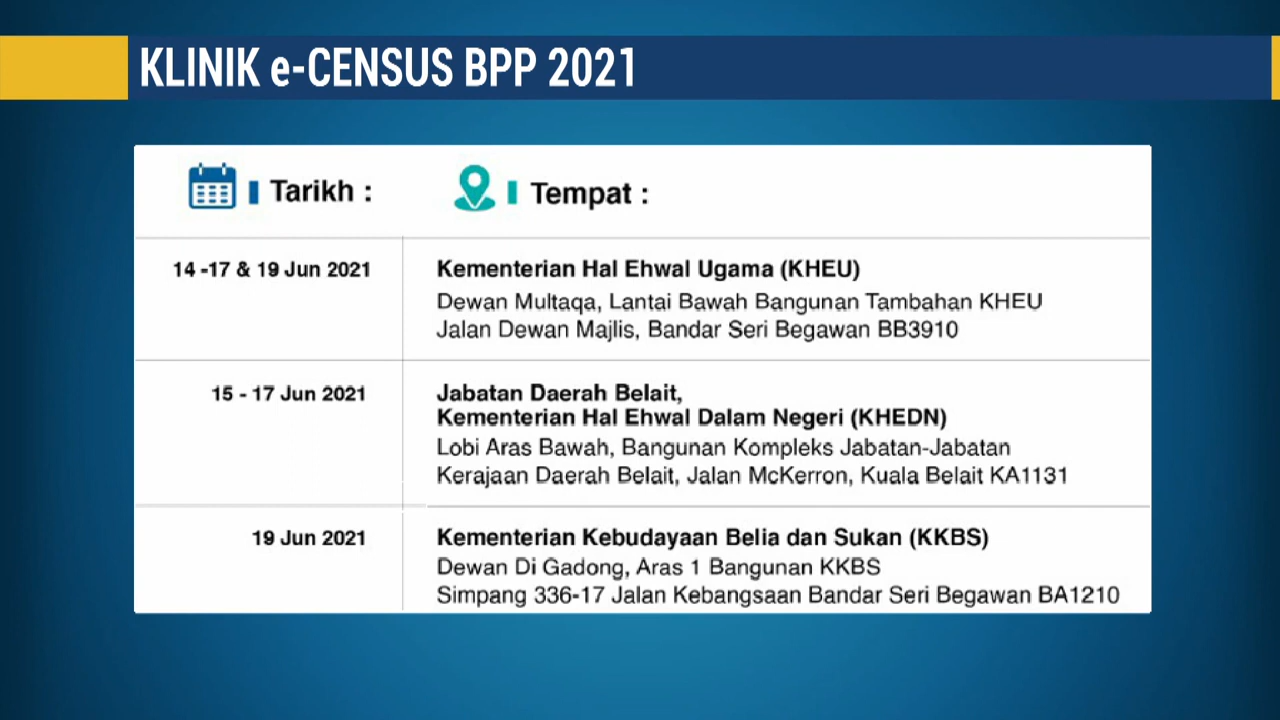 KLINIK e-CENSUS BPP 2021
Tarikh :
Tempat :
14 -17 & 19 Jun 2021
Kementerian Hal Ehwal Ugama (KHEU)
Dewan Multaqa, Lantai Bawah Bangunan Tambahan KHEU
Jalan Dewan Majlis, Bandar Seri Begawan BB3910
15 - 17 Jun 2021
Jabatan Daerah Belait,
Kementerian Hal Ehwal Dalam Negeri (KHEDN)
Lobi Aras Bawah, Bangunan Kompleks Jabatan-Jabatan
Kerajaan Daerah Belait, Jalan McKerron, Kuala Belait KA1131
19 Jun 2021
Kementerian Kebudayaan Belia dan Sukan (KKBS)
Dewan Di Gadong, Aras 1 Bangunan KKBS
Simpang 336-17 Jalan Kebangsaan Bandar Seri Begawan BA1210